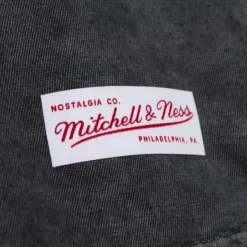 NOSTALGIA CO.
Mitchell & Ness
PHILADELPHIA, PA.